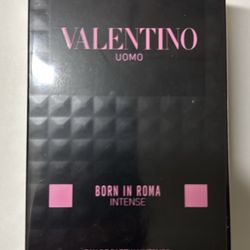 VALENTINO
UOMO
BORN IN ROMA
INTENSE